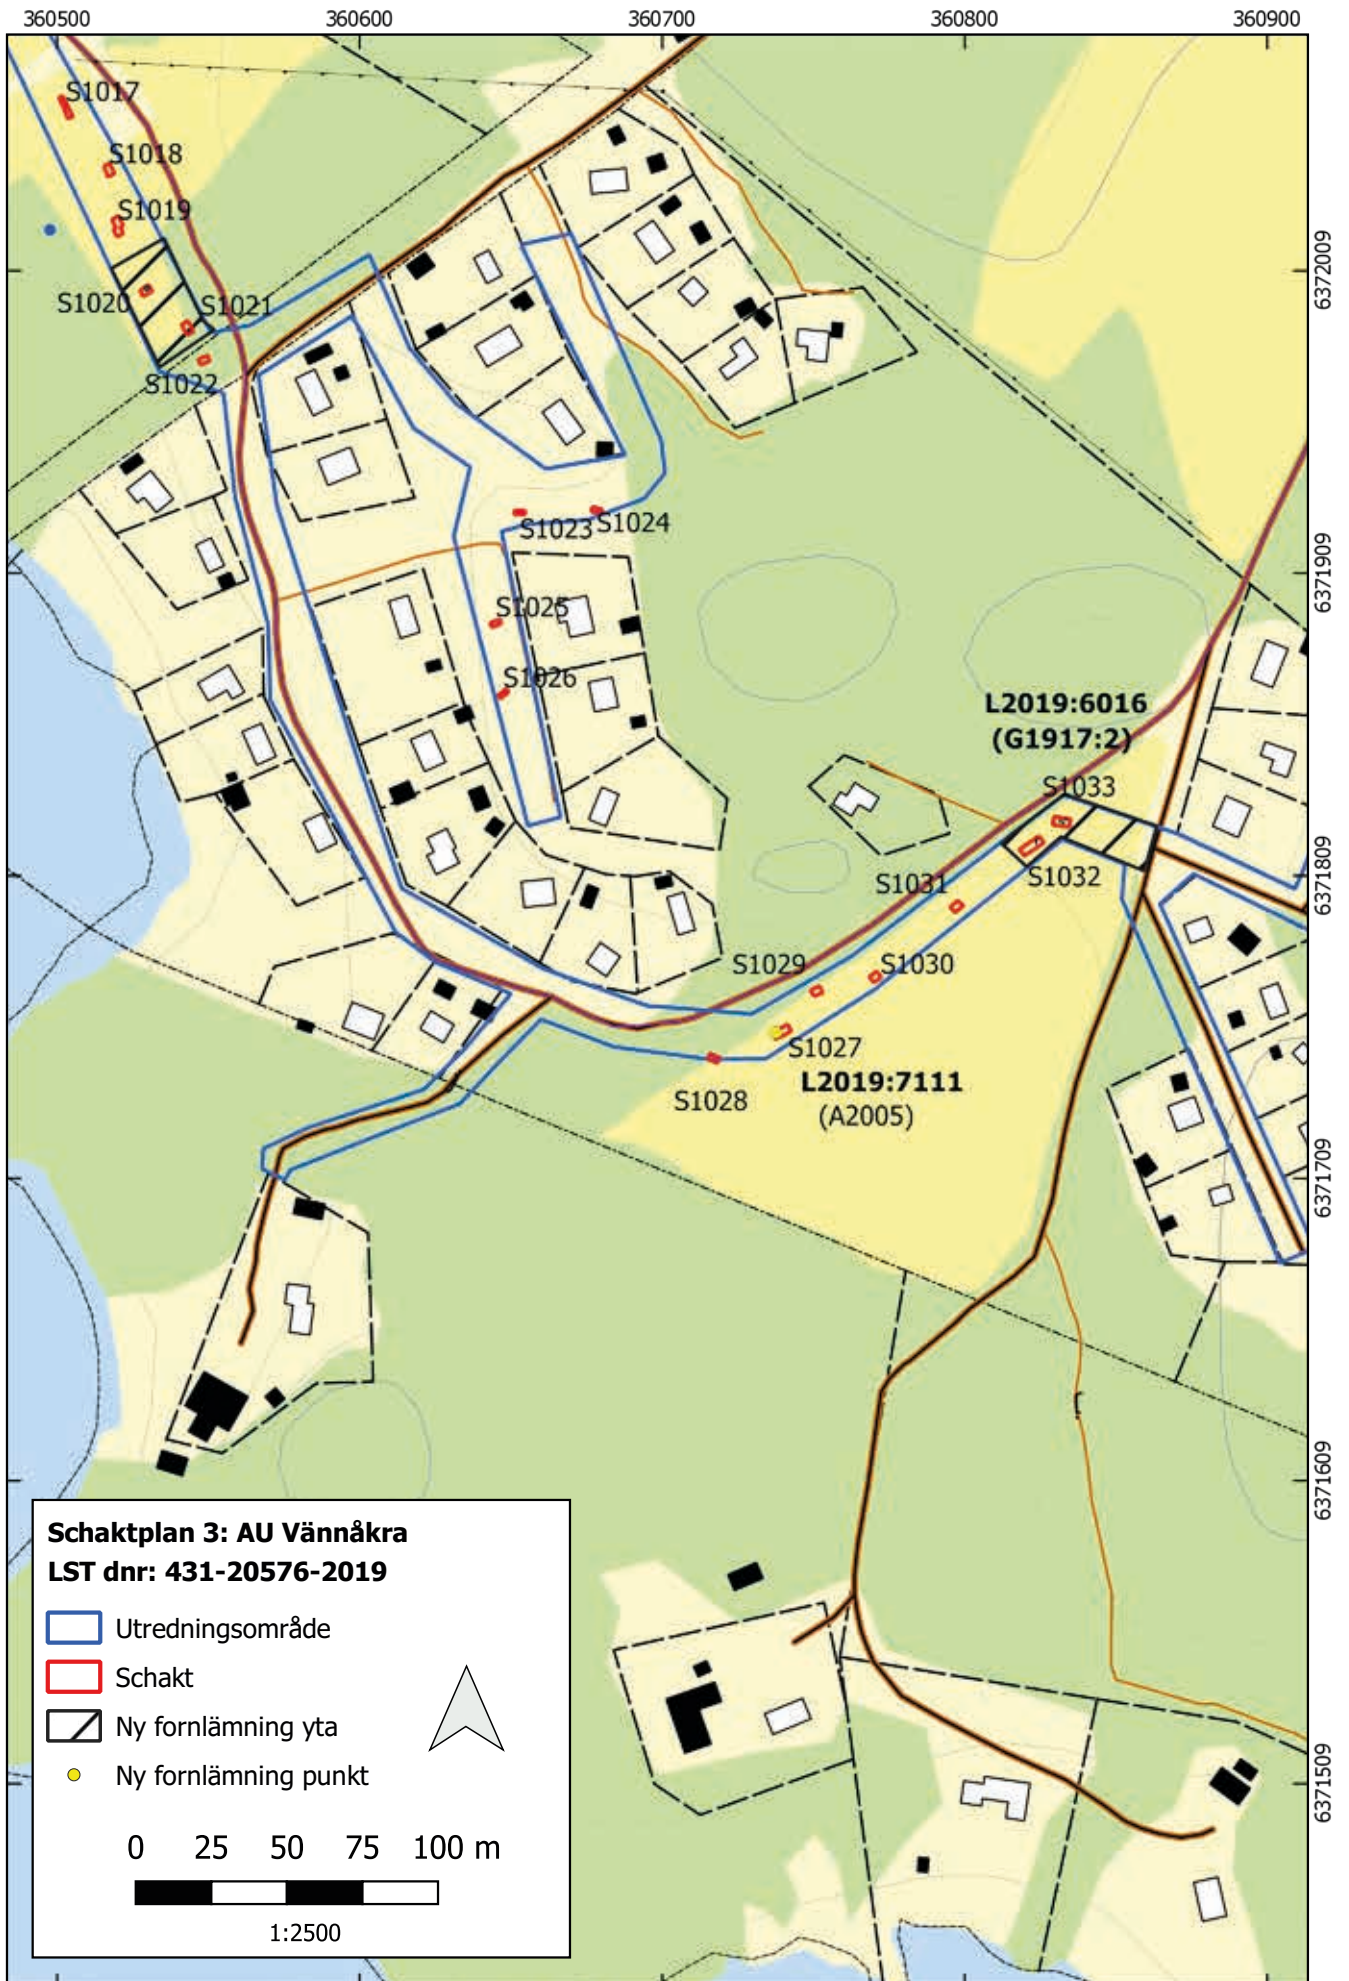 360500 360600 360700 360800 360900
S1017
S1018
S1019
6372009
S1020
S1021
S1022
S1023
S1024
6371909
S1025
S1026
L2019:6016
(G1917:2)
S1033
6371809
S1032
S1031
S1029
S1030
S1027
L2019:7111
(A2005)
S1028
6371709
6371609
Schaktplan 3: AU Vännåkra
LST dnr: 431-20576-2019
Utredningsområde
Schakt
Ny fornlämning yta
Ny fornlämning punkt
6371509
0 25 50 75 100 m
1:2500